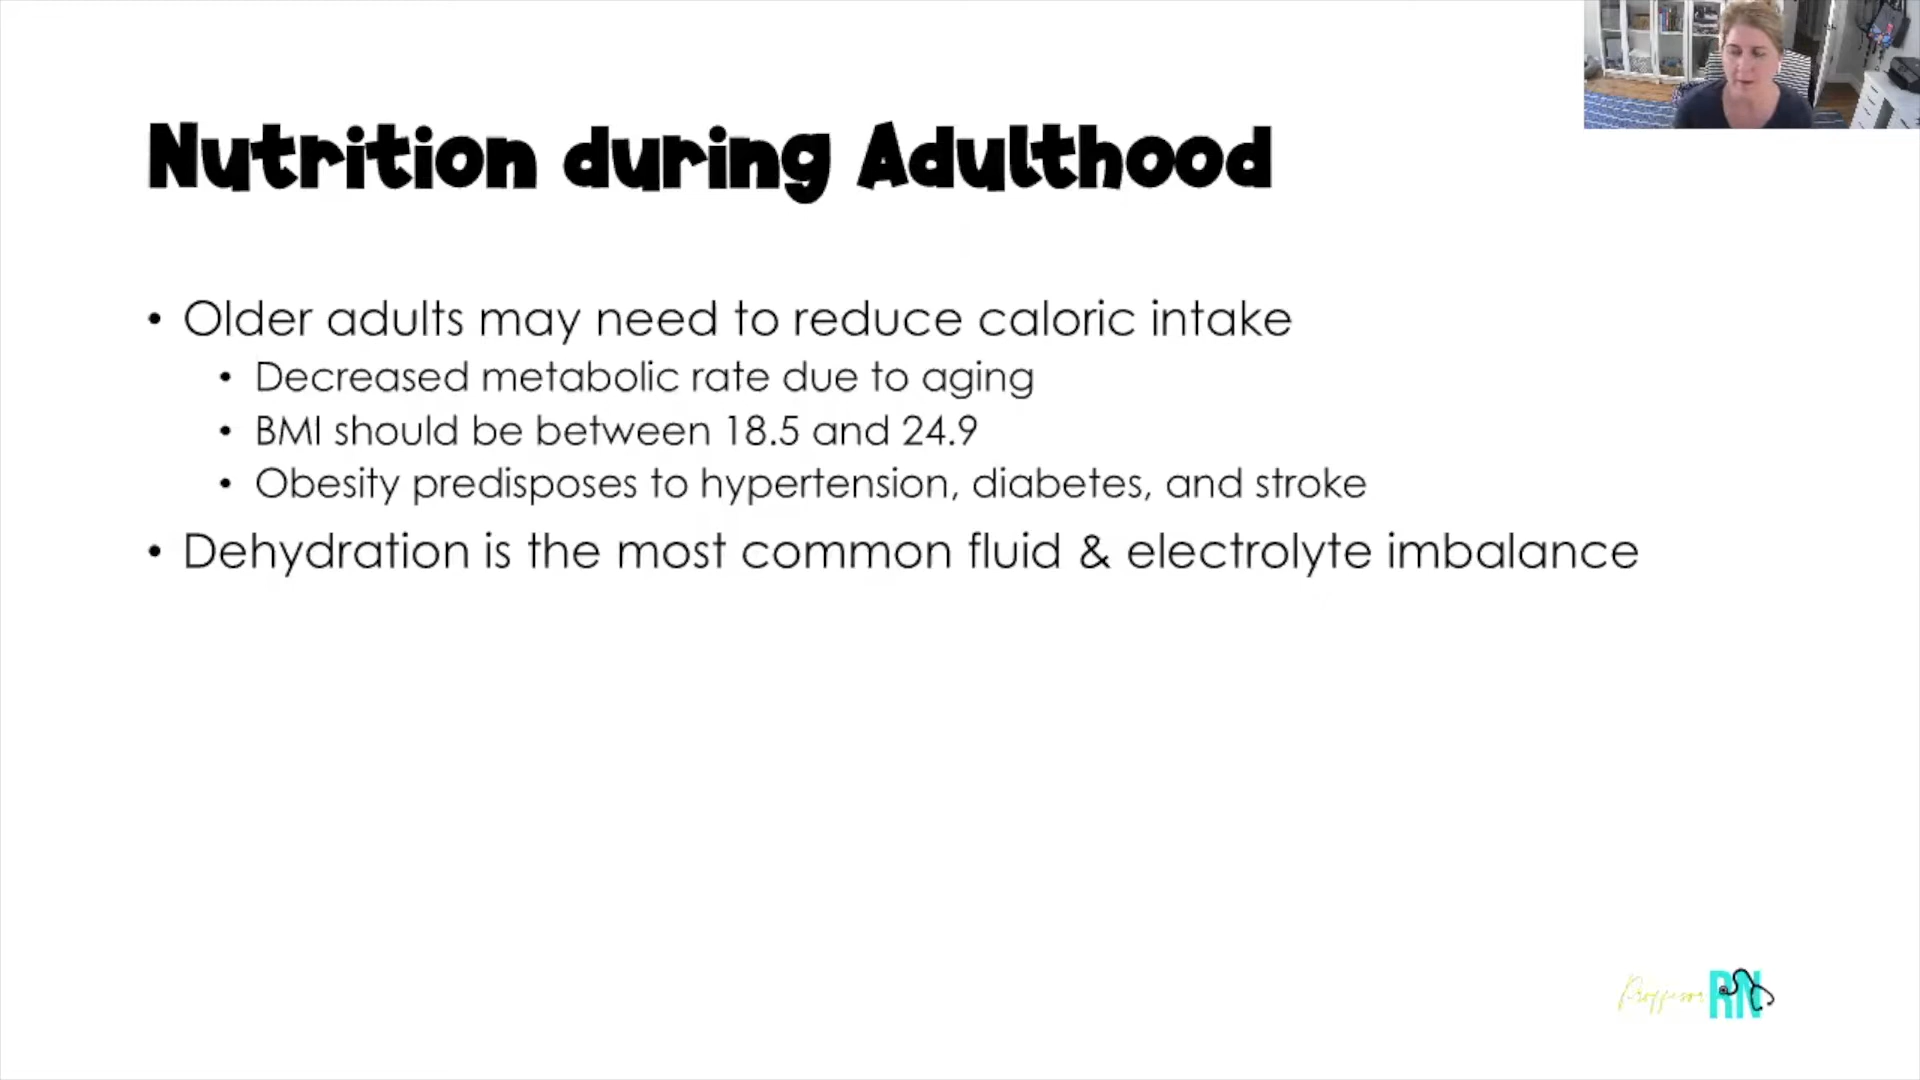 Nutrition during Adulthood
• Older adults may need to reduce caloric intake
• Decreased metabolic rate due to aging
• BMI should be between 18.5 and 24.9
• Obesity predisposes to hypertension, diabetes, and stroke
• Dehydration is the most common fluid & electrolyte imbalance
Professor RN